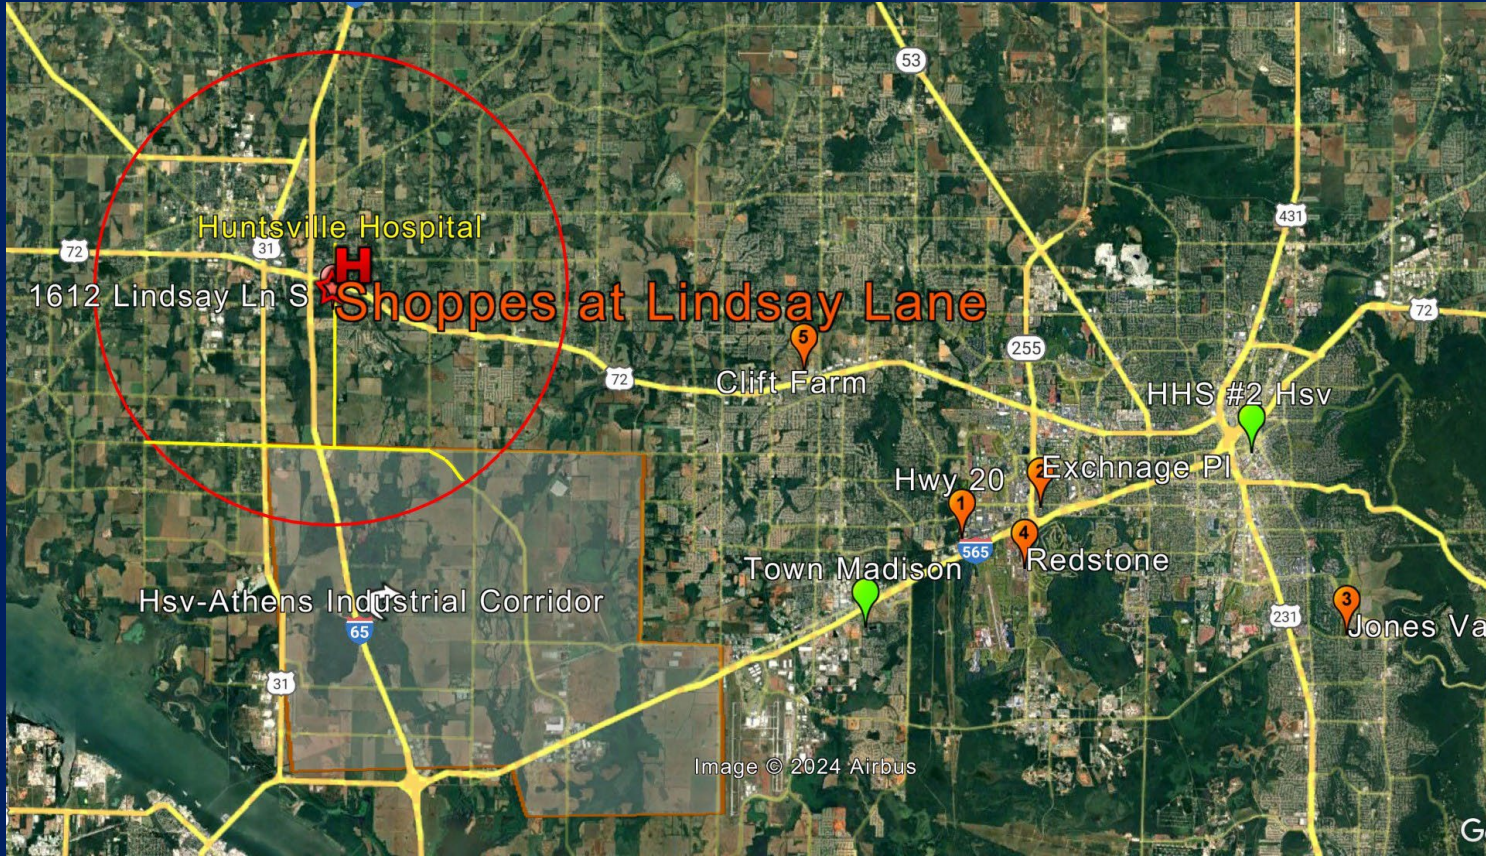 53
431
Huntsville Hospital
72
31
H
1612 Lindsay Ln S
Shoppes at Lindsay Lane
72
5
255
72
Clift Farm
HHS #2 Hsv
Exchnage Pl
2
Hwy 20
1
4
565
Redstone
Town Madison
Hsv-Athens Industrial Corridor
65
3
231
Jones Va
31
Image © 2024 Airbus
G